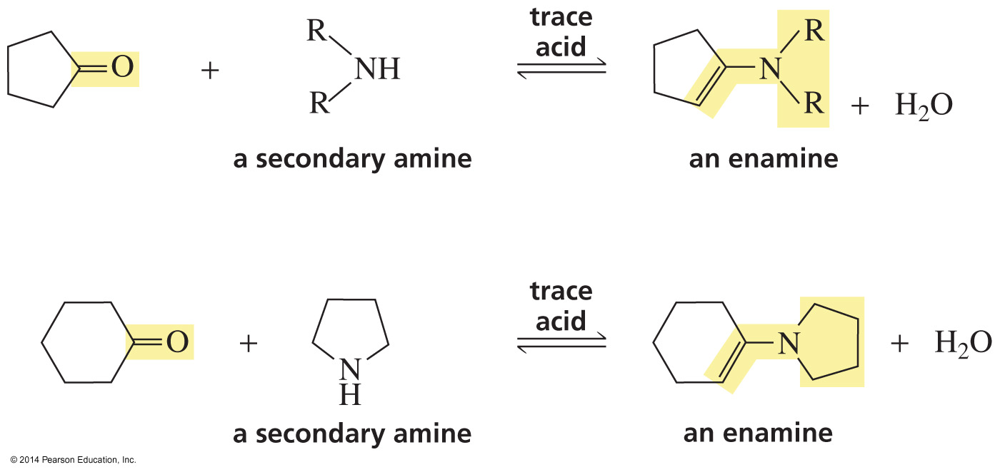 trace
acid
O + R NH R N R R + H₂O
a secondary amine an enamine
trace
acid
O + N H N + H₂O
a secondary amine an enamine
© 2014 Pearson Education, Inc.